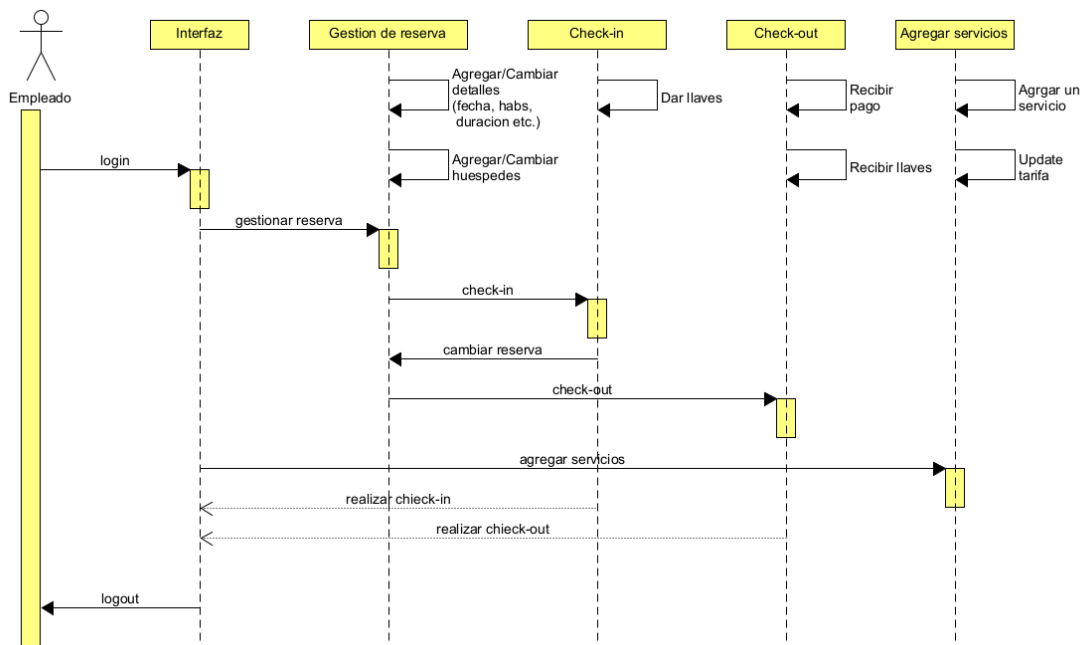 Interfaz
Gestion de reserva
Check-in
Check-out
Agregar servicios
Empleado
Agregar/Cambiar
detalles
(fecha, habs,
duracion etc.)
Dar llaves
Recibir
pago
Agrgar un
servicio
Agregar/Cambiar
huespedes
Recibir llaves
Update
tarifa
login
gestionar reserva
check-in
cambiar reserva
check-out
agregar servicios
realizar chieck-in
realizar chieck-out
logout